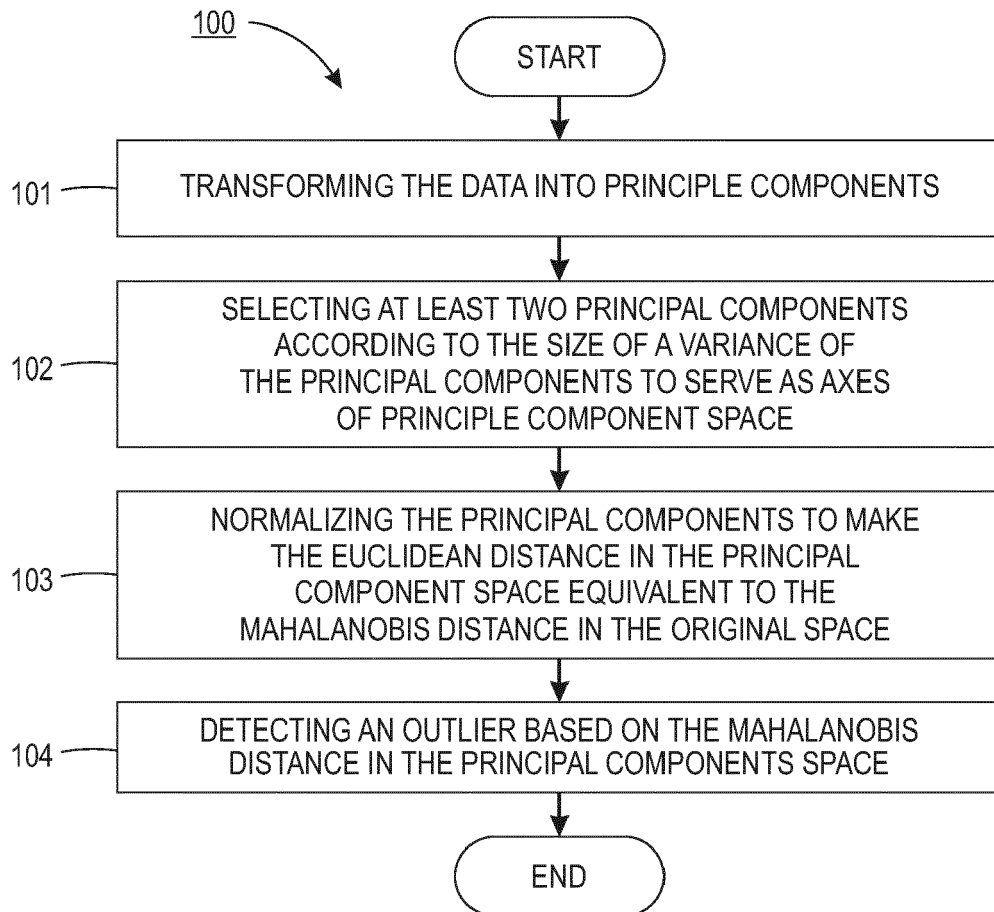 100
START
101
TRANSFORMING THE DATA INTO PRINCIPLE COMPONENTS
102
SELECTING AT LEAST TWO PRINCIPAL COMPONENTS
ACCORDING TO THE SIZE OF A VARIANCE OF
THE PRINCIPAL COMPONENTS TO SERVE AS AXES
OF PRINCIPLE COMPONENT SPACE
103
NORMALIZING THE PRINCIPAL COMPONENTS TO MAKE
THE EUCLIDEAN DISTANCE IN THE PRINCIPAL
COMPONENT SPACE EQUIVALENT TO THE
MAHALANOBIS DISTANCE IN THE ORIGINAL SPACE
104
DETECTING AN OUTLIER BASED ON THE MAHALANOBIS
DISTANCE IN THE PRINCIPAL COMPONENTS SPACE
END